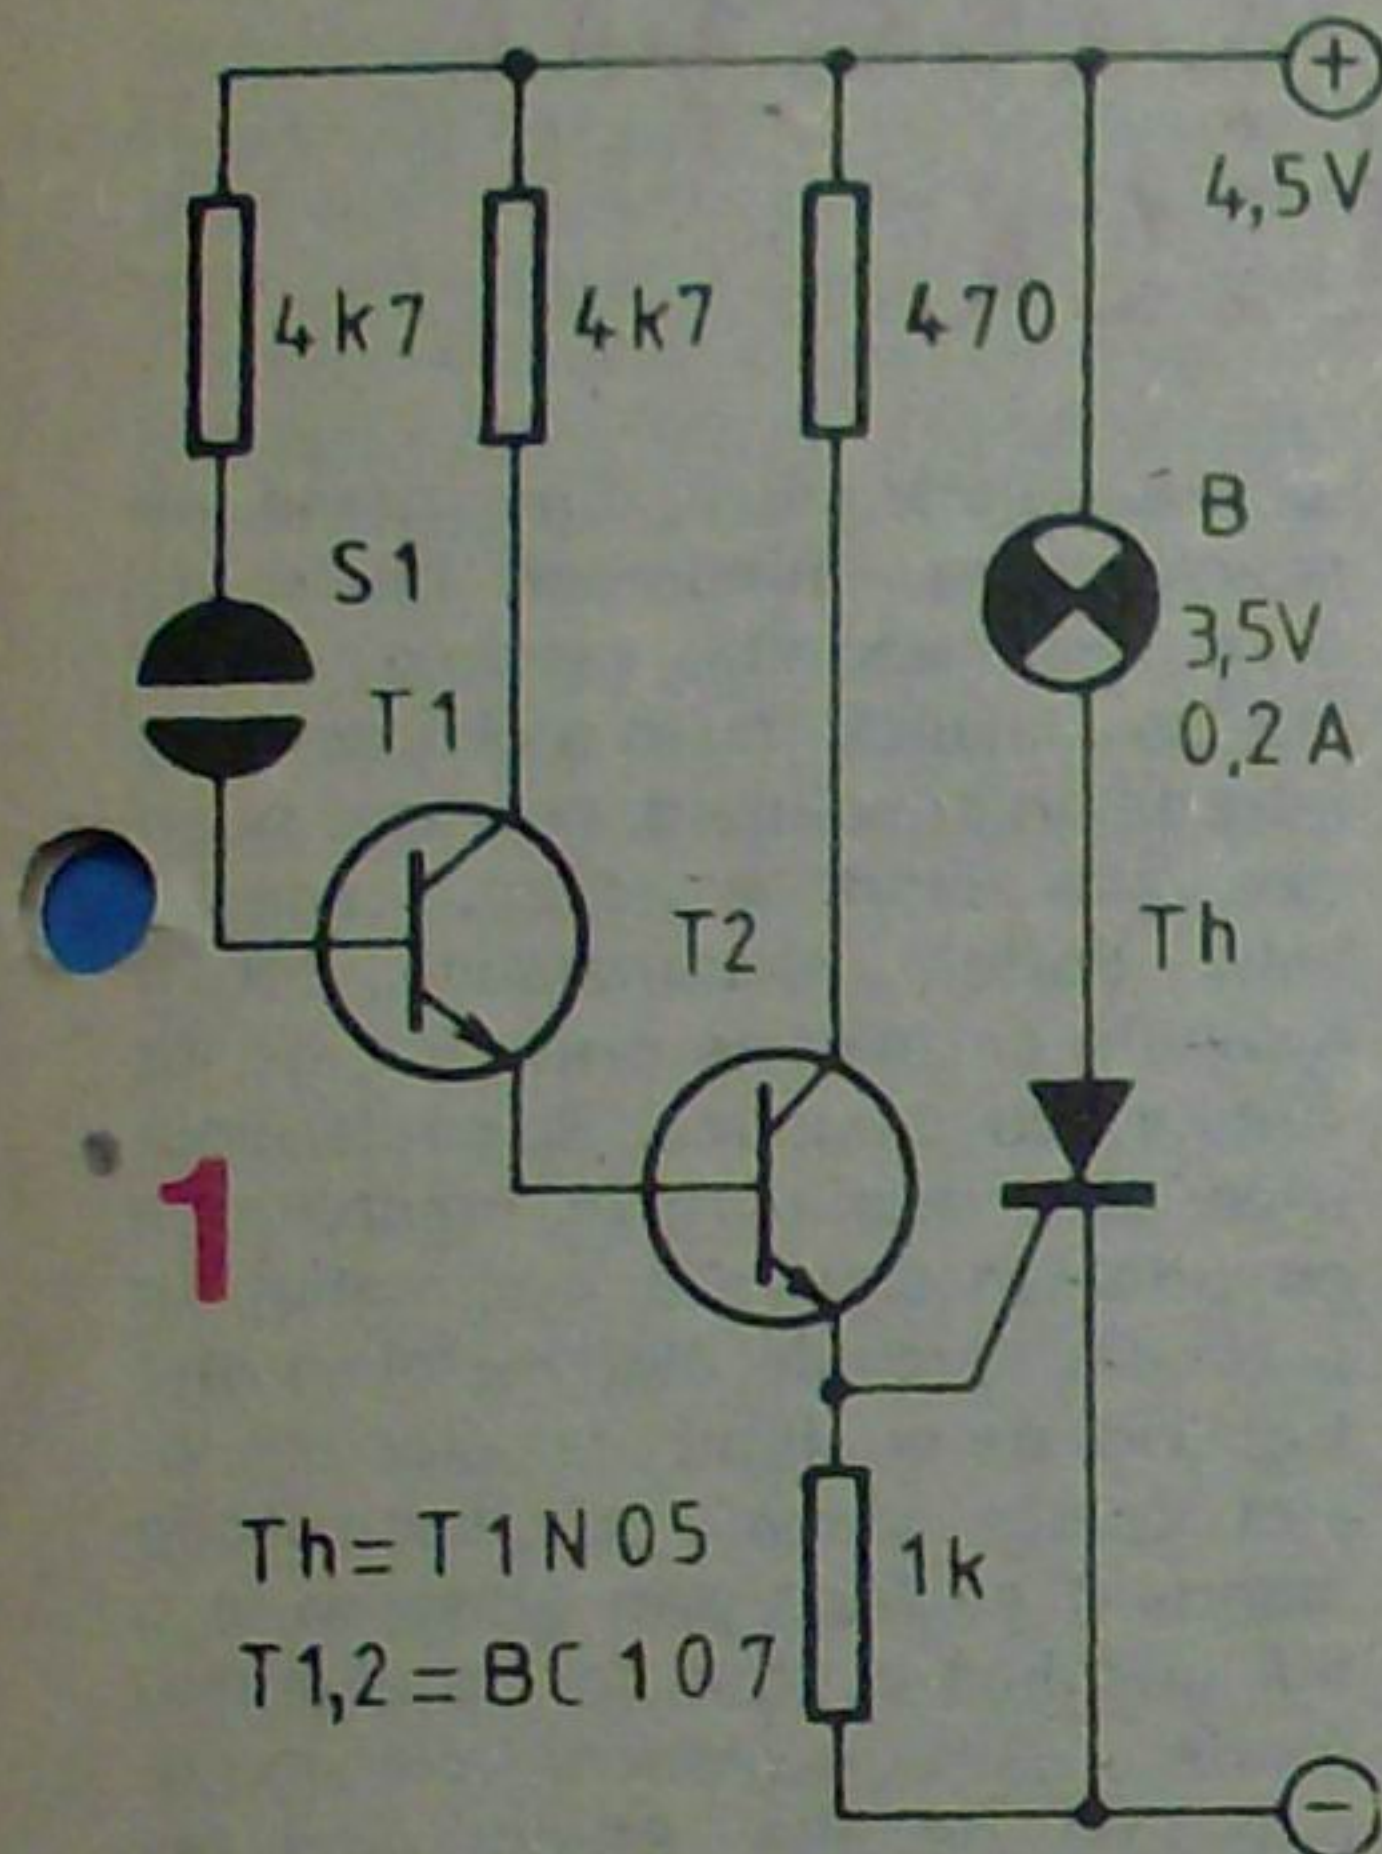 +
4,5V
4k7
4k7
470
B
S1
3,5V
T1
0,2 A
T2
Th
1
Th=T1N05
1k
T1,2=BC107
−